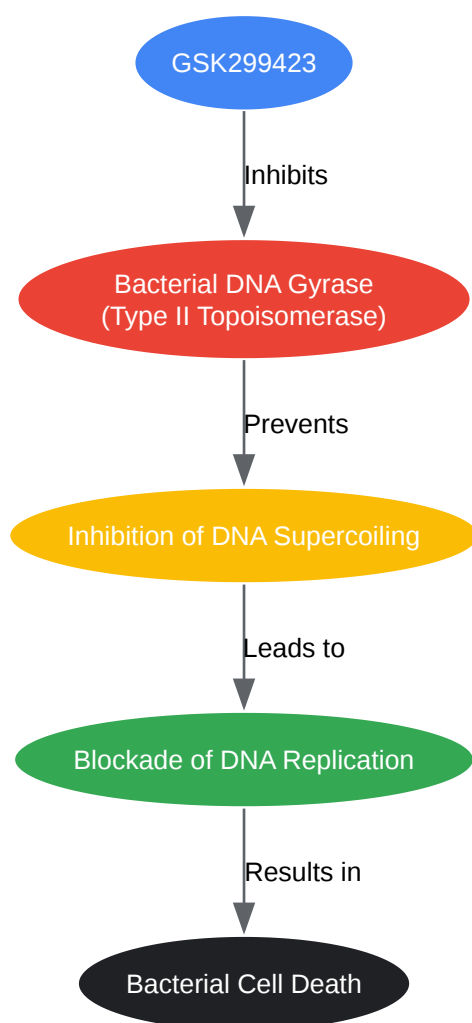 GSK299423
Inhibits
Bacterial DNA Gyrase
(Type II Topoisomerase)
Prevents
Inhibition of DNA Supercoiling
Leads to
Blockade of DNA Replication
Results in
Bacterial Cell Death